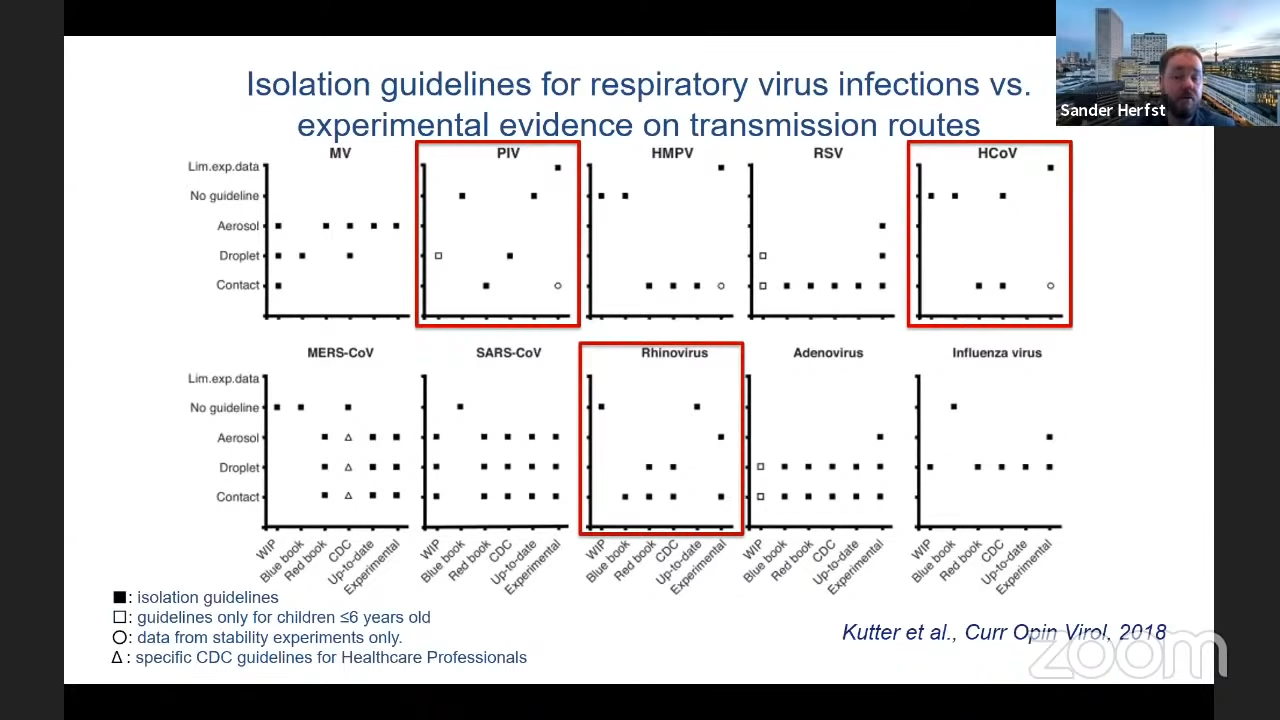 Isolation guidelines for respiratory virus infections vs.
experimental evidence on transmission routes
Sander Herfst
MV PIV HMPV RSV HCoV
Lim.exp.data
No guideline
Aerosol
Droplet
Contact
MERS-CoV SARS-CoV Rhinovirus Adenovirus Influenza virus
Lim.exp.data
No guideline
Aerosol
Droplet
Contact
WIP Blue book Red book CDC Up-to-date Experimental WIP Blue book Red book CDC Up-to-date Experimental WIP Blue book Red book CDC Up-to-date Experimental WIP Blue book Red book CDC Up-to-date Experimental WIP Blue book Red book CDC Up-to-date Experimental
■: isolation guidelines
□: guidelines only for children ≤6 years old
○: data from stability experiments only.
Δ : specific CDC guidelines for Healthcare Professionals
Kutter et al., Curr Opin Virol, 2018
zoom